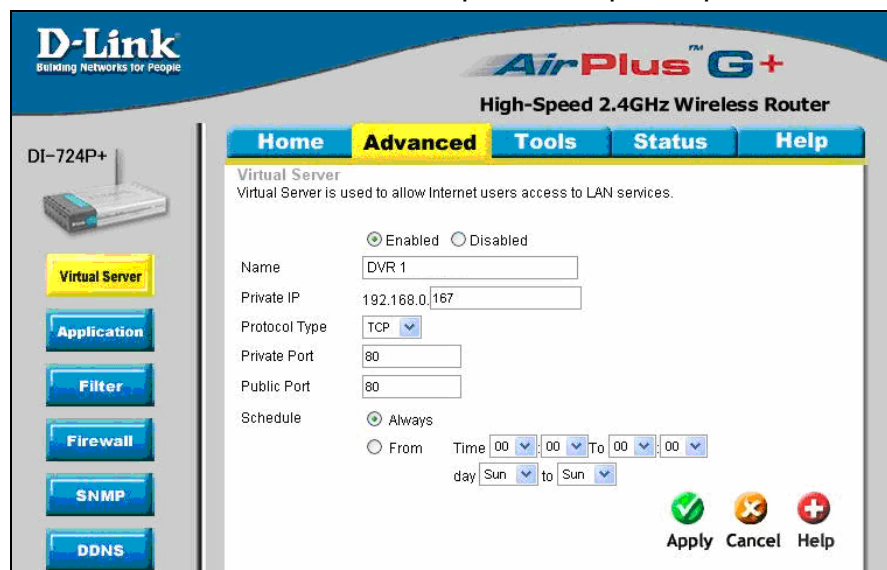 D-Link
Building Networks for People
AirPlus™ G+
High-Speed 2.4GHz Wireless Router
DI-724P+
Home Advanced Tools Status Help
Virtual Server
Virtual Server is used to allow Internet users access to LAN services.
Enabled Disabled
Name DVR 1
Private IP 192.168.0. 167
Protocol Type TCP
Private Port 80
Public Port 80
Schedule Always
From Time 00 : 00 To 00 : 00
day Sun to Sun
Apply Cancel Help
Virtual Server
Application
Filter
Firewall
SNMP
DDNS